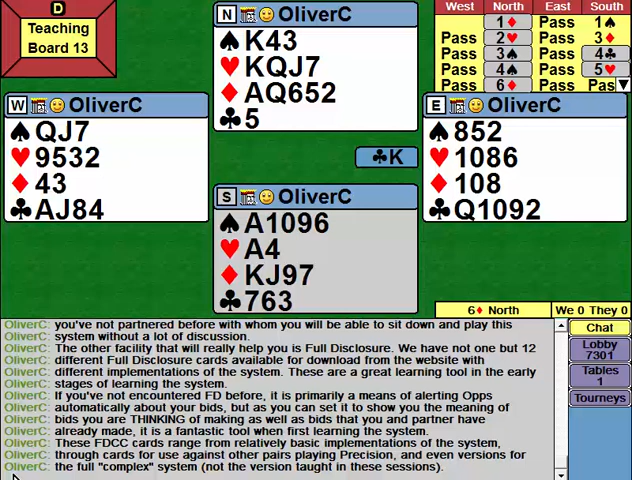 D
Teaching
Board 13
N OliverC
♠K43
♥KQJ7
♦AQ652
♣5
West North East South
1♦ Pass 1♠
Pass 2♥ Pass 3♦
Pass 3♠ Pass 4♣
Pass 4♠ Pass 5♥
Pass 6♦ Pass Pas
W OliverC
♠QJ7
♥9532
♦43
♣AJ84
♣K
E OliverC
♠852
♥1086
♦108
♣Q1092
S OliverC
♠A1096
♥A4
♦KJ97
♣763
6♦ North We 0 They 0
OliverC: you've not partnered before with whom you will be able to sit down and play this
OliverC: system without a lot of discussion.
OliverC: The other facility that will really help you is Full Disclosure. We have not one but 12
OliverC: different Full Disclosure cards available for download from the website with
OliverC: different implementations of the system. These are a great learning tool in the early
OliverC: stages of learning the system.
OliverC: If you've not encountered FD before, it is primarily a means of alerting Opps
OliverC: automatically about your bids, but as you can set it to show you the meaning of
OliverC: bids you are THINKING of making as well as bids that you and partner have
OliverC: already made, it is a fantastic tool when first learning the system.
OliverC: These FDCC cards range from relatively basic implementations of the system,
OliverC: through cards for use against other pairs playing Precision, and even versions for
OliverC: the full "complex" system (not the version taught in these sessions).
Chat
Lobby
7301
Tables
1
Tourneys